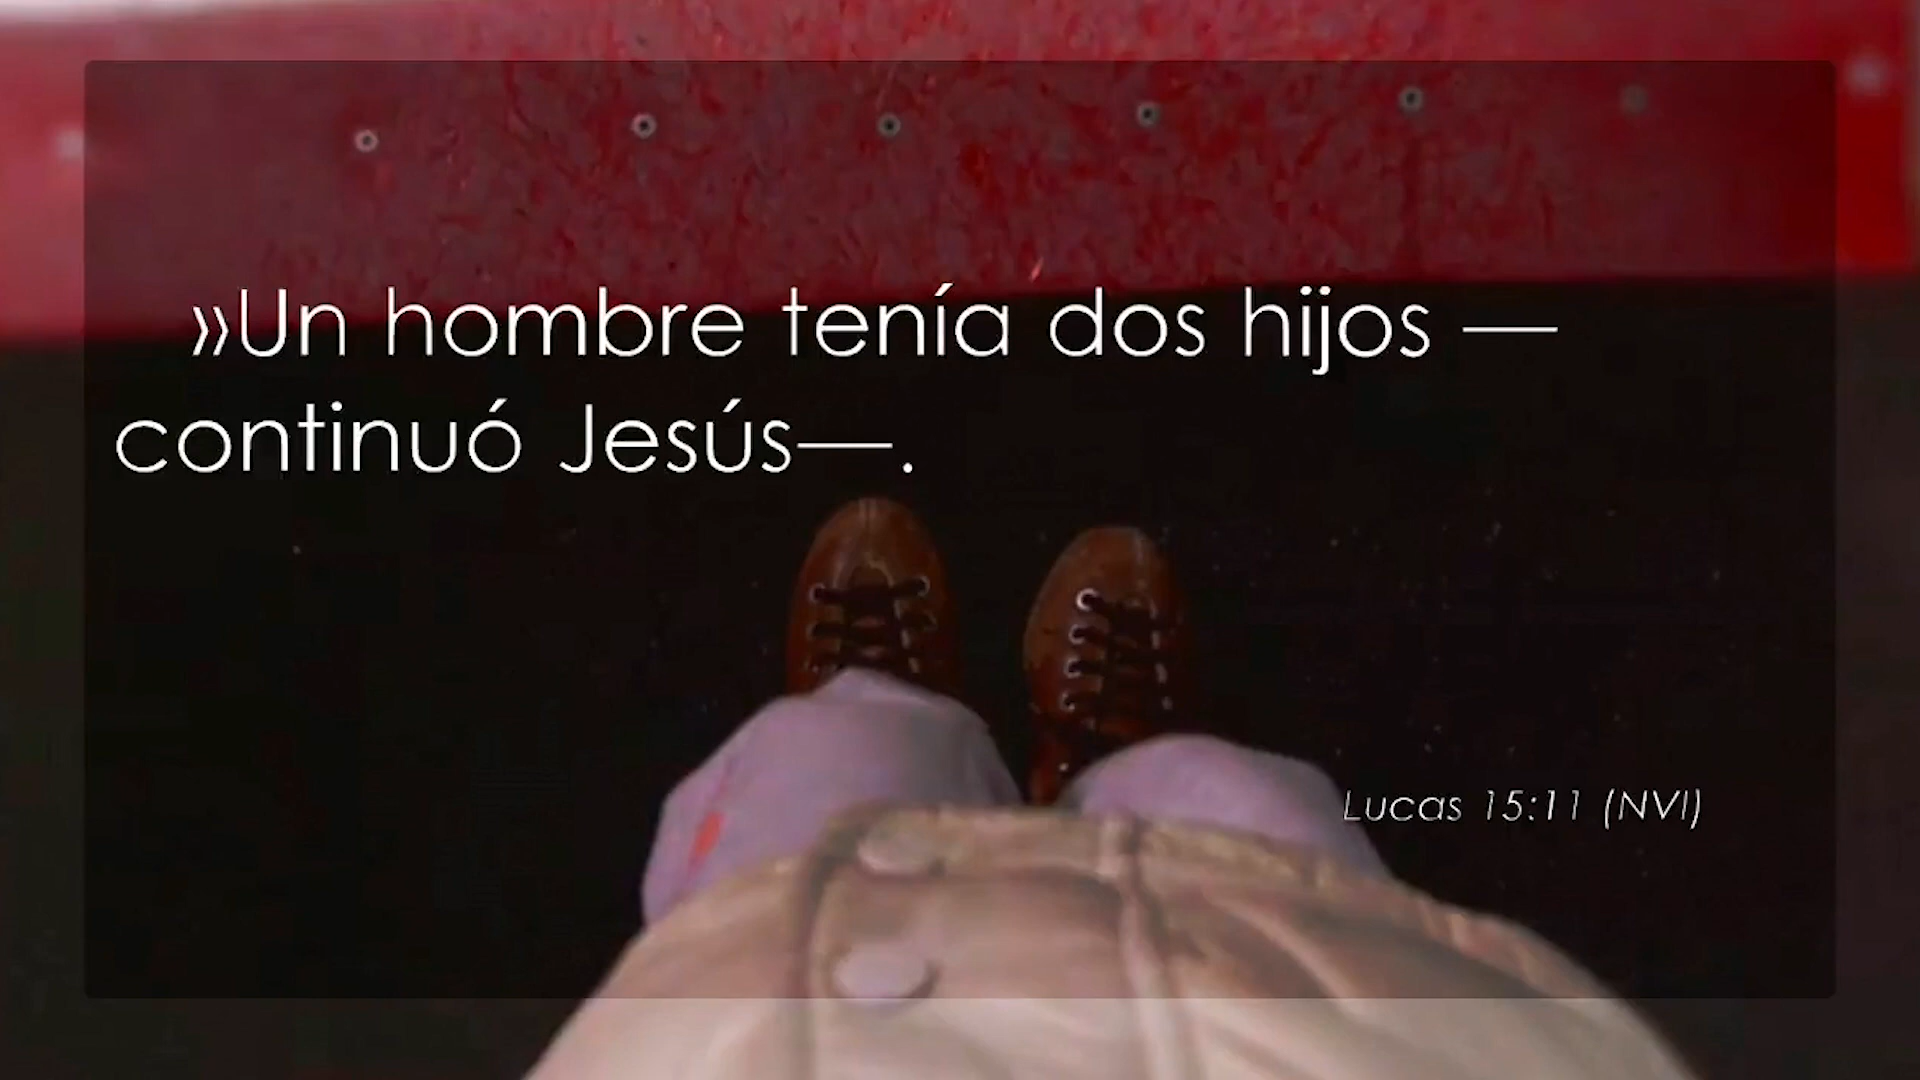 »Un hombre tenía dos hijos —
continuó Jesús—.
Lucas 15:11 (NVI)